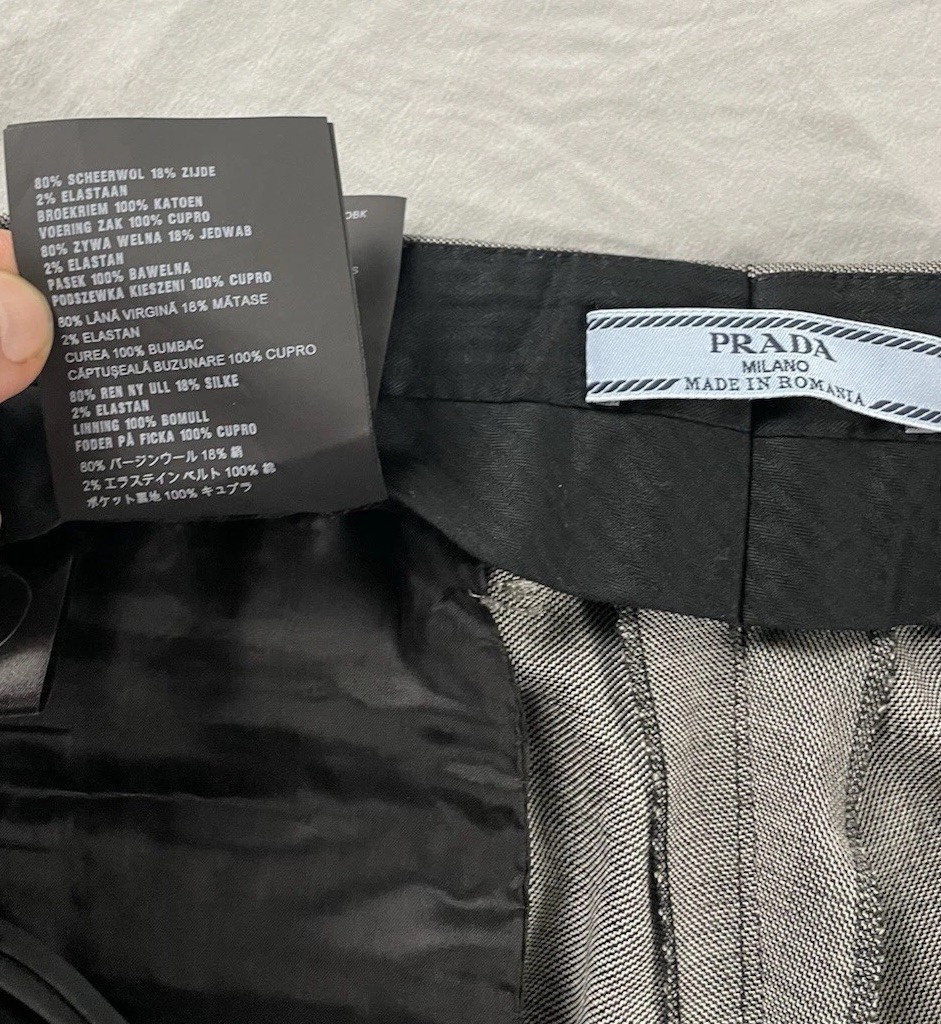 80% SCHEERWOL 18% ZIJDE
2% ELASTAAN
BROEKRIEM 100% KATOEN
VOERING ZAK 100% CUPRO
80% ZYWA WELNA 18% JEDWAB
2% ELASTAN
PASEK 100% BAWELNA
PODSZEWKA KIESZENI 100% CUPRO
80% LÂNĂ VIRGINĂ 18% MĂTASE
2% ELASTAN
CUREA 100% BUMBAC
CĂPTUŞEALĂ BUZUNARE 100% CUPRO
80% REN NY ULL 18% SILKE
2% ELASTAN
LINNING 100% BOMULL
FODER PÅ FICKA 100% CUPRO
80% バージンウール 18% 絹
2% エラステイン ベルト 100% 綿
ポケット裏地 100% キュプラ
PRADA
MILANO
MADE IN ROMANIA